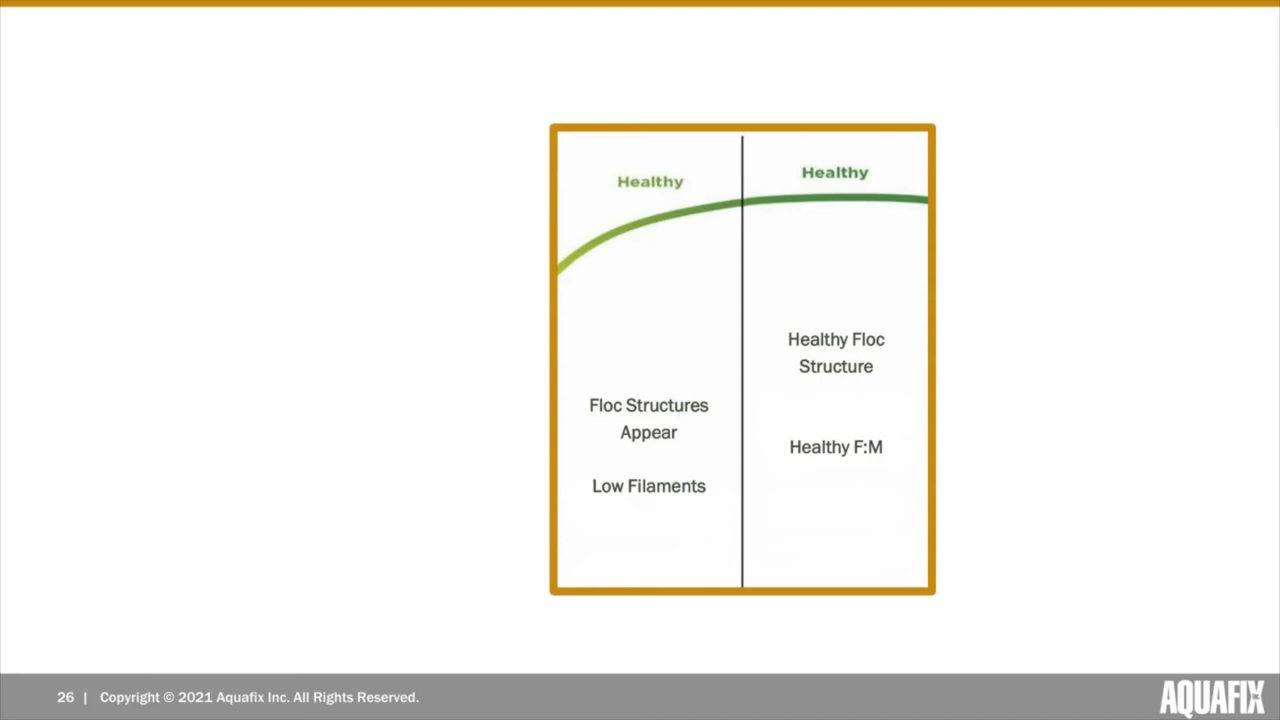 Healthy
Healthy
Floc Structures
Appear
Low Filaments
Healthy Floc
Structure
Healthy F:M
26 | Copyright © 2021 Aquafix Inc. All Rights Reserved.
AQUAFIX